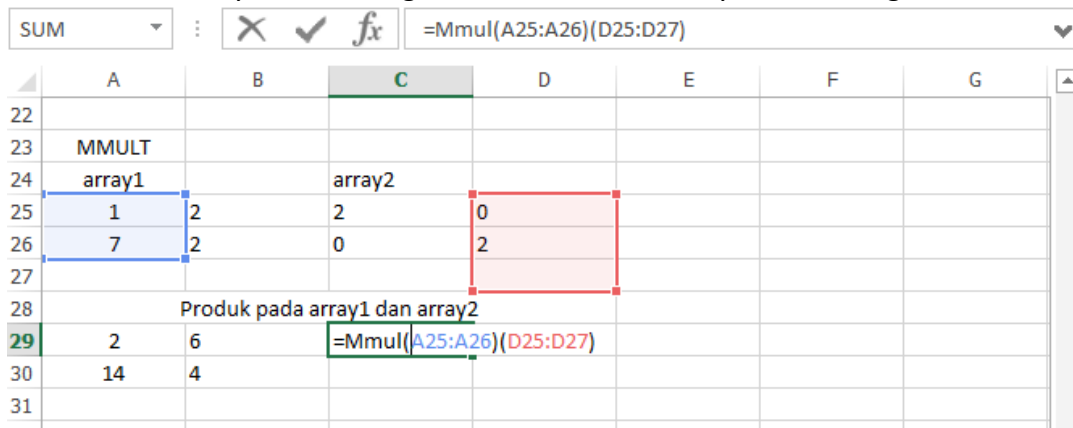 SUM fx =Mmul(A25:A26)(D25:D27)
A B C D E F G
22
23 MMULT
24 array1 array2
25 1 2 2 0
26 7 2 0 2
27
28 Produk pada array1 dan array2
29 2 6 =Mmul(A25:A26)(D25:D27)
30 14 4
31